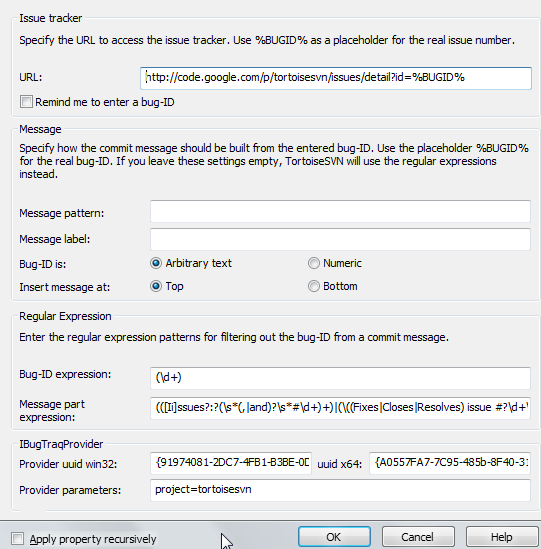 Issue tracker
Specify the URL to access the issue tracker. Use %BUGID% as a placeholder for the real issue number.
URL: http://code.google.com/p/tortoisesvn/issues/detail?id=%BUGID%
Remind me to enter a bug-ID
Message
Specify how the commit message should be built from the entered bug-ID. Use the placeholder %BUGID%
for the real bug-ID. If you leave these settings empty, TortoiseSVN will use the regular expressions
instead.
Message pattern:
Message label:
Bug-ID is: Arbitrary text Numeric
Insert message at: Top Bottom
Regular Expression
Enter the regular expression patterns for filtering out the bug-ID from a commit message.
Bug-ID expression: (\d+)
Message part
expression: (([Ii]ssues?:?(\s*(,|and)?\s*#\d+)+)|(\((Fixes|Closes|Resolves) issue #?\d+\
IBugTraqProvider
Provider uuid win32: {91974081-2DC7-4FB1-B3BE-0D uuid x64: {A0557FA7-7C95-485b-8F40-31
Provider parameters: project=tortoisesvn
Apply property recursively OK Cancel Help